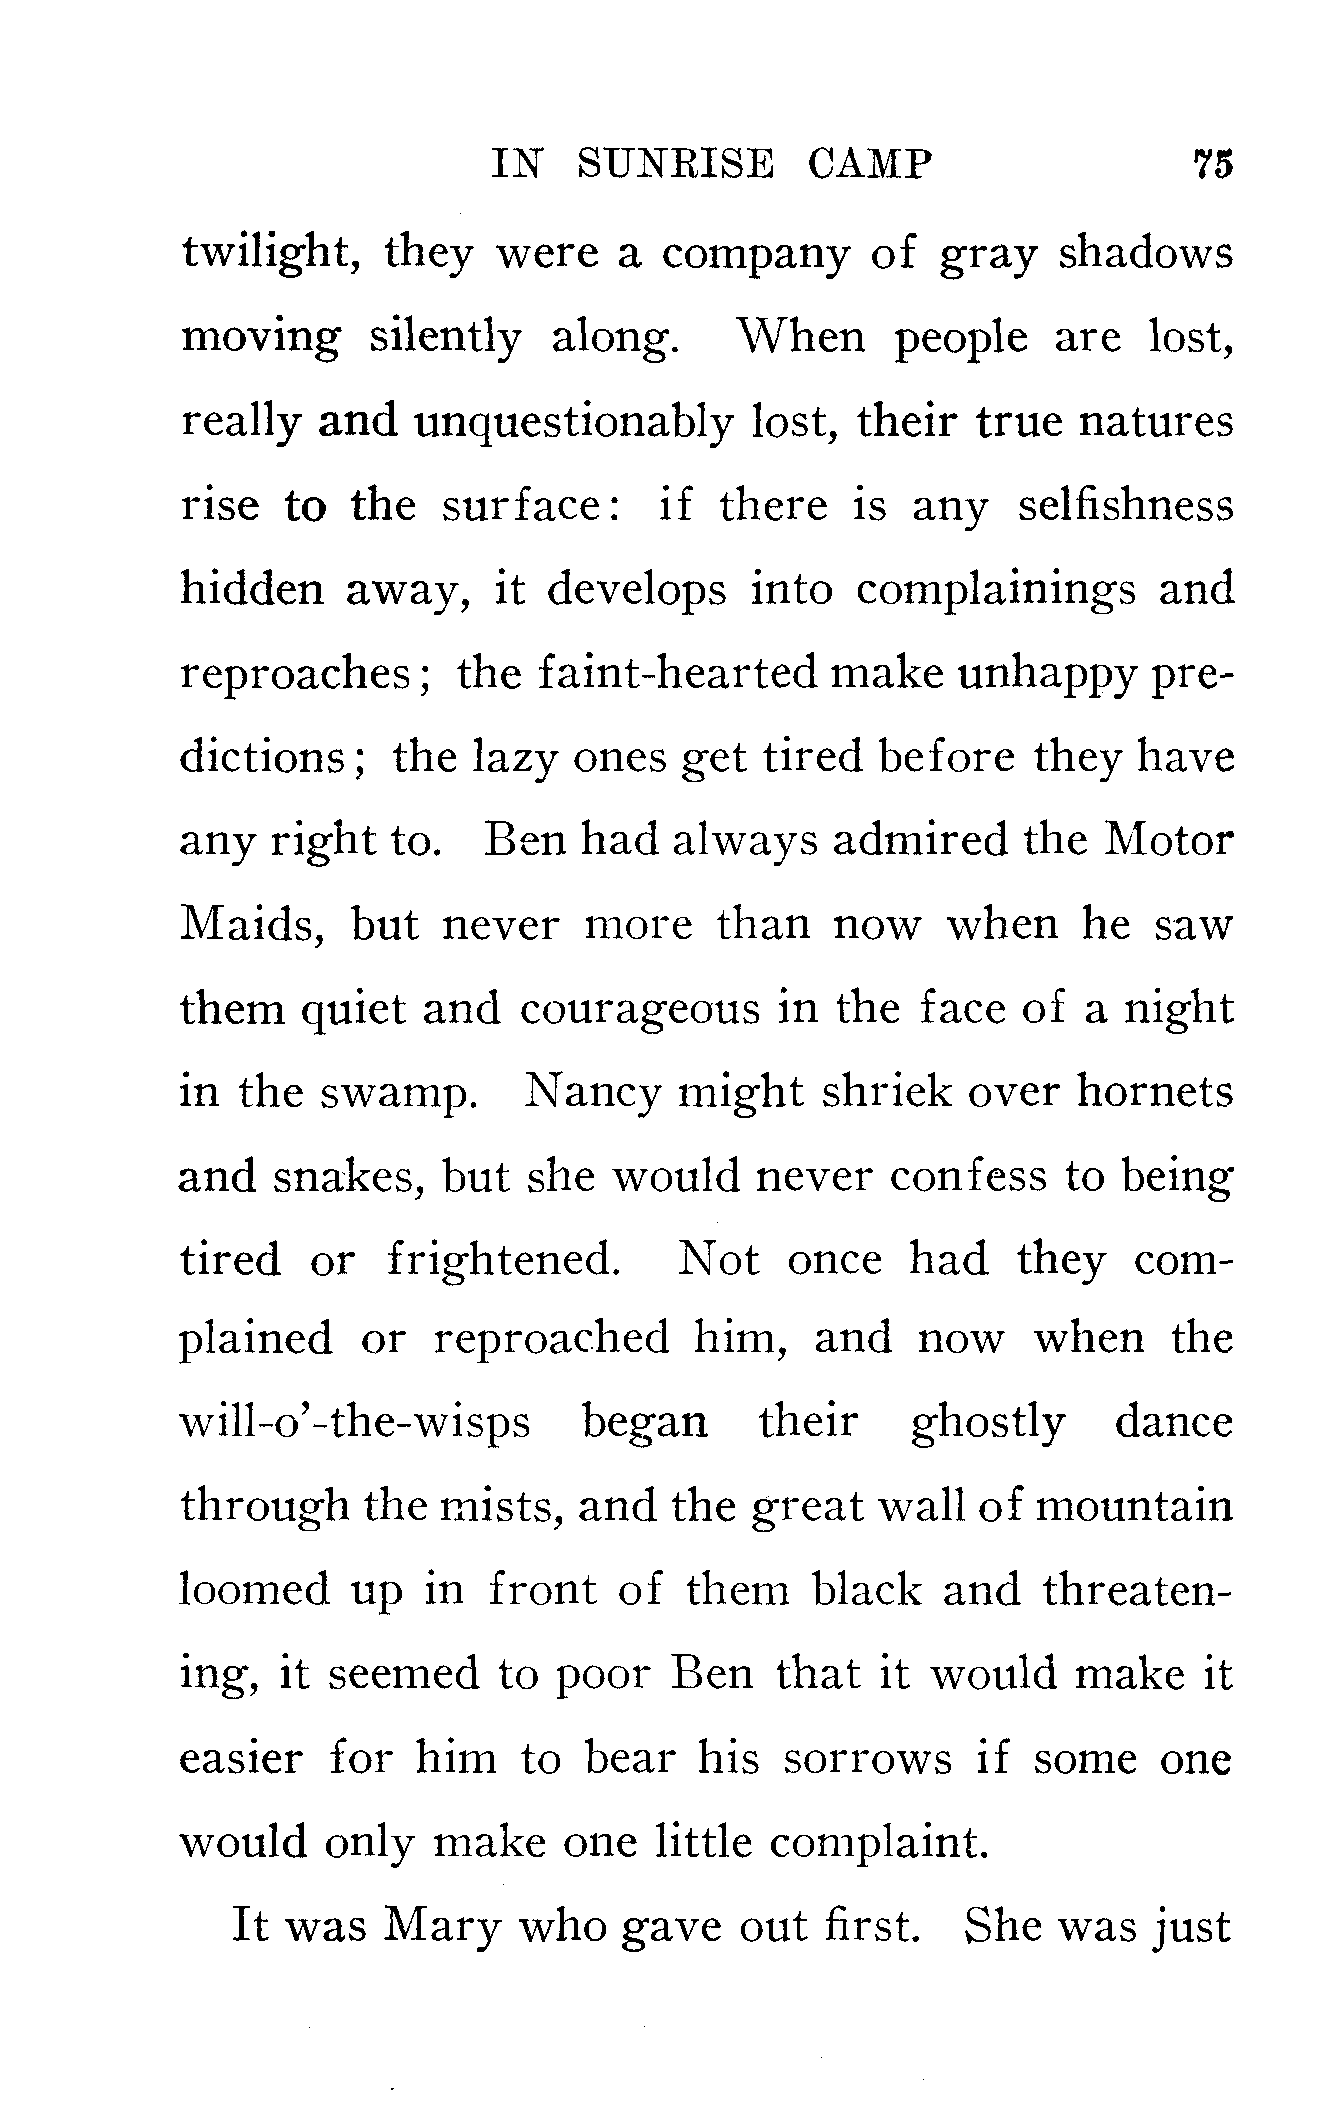 IN SUNRISE CAMP 75
twilight, they were a company of gray shadows
moving silently along. When people are lost,
really and unquestionably lost, their true natures
rise to the surface: if there is any selfishness
hidden away, it develops into complainings and
reproaches; the faint-hearted make unhappy pre-
dictions; the lazy ones get tired before they have
any right to. Ben had always admired the Motor
Maids, but never more than now when he saw
them quiet and courageous in the face of a night
in the swamp. Nancy might shriek over hornets
and snakes, but she would never confess to being
tired or frightened. Not once had they com-
plained or reproached him, and now when the
will-o'-the-wisps began their ghostly dance
through the mists, and the great wall of mountain
loomed up in front of them black and threaten-
ing, it seemed to poor Ben that it would make it
easier for him to bear his sorrows if some one
would only make one little complaint.
It was Mary who gave out first. She was just